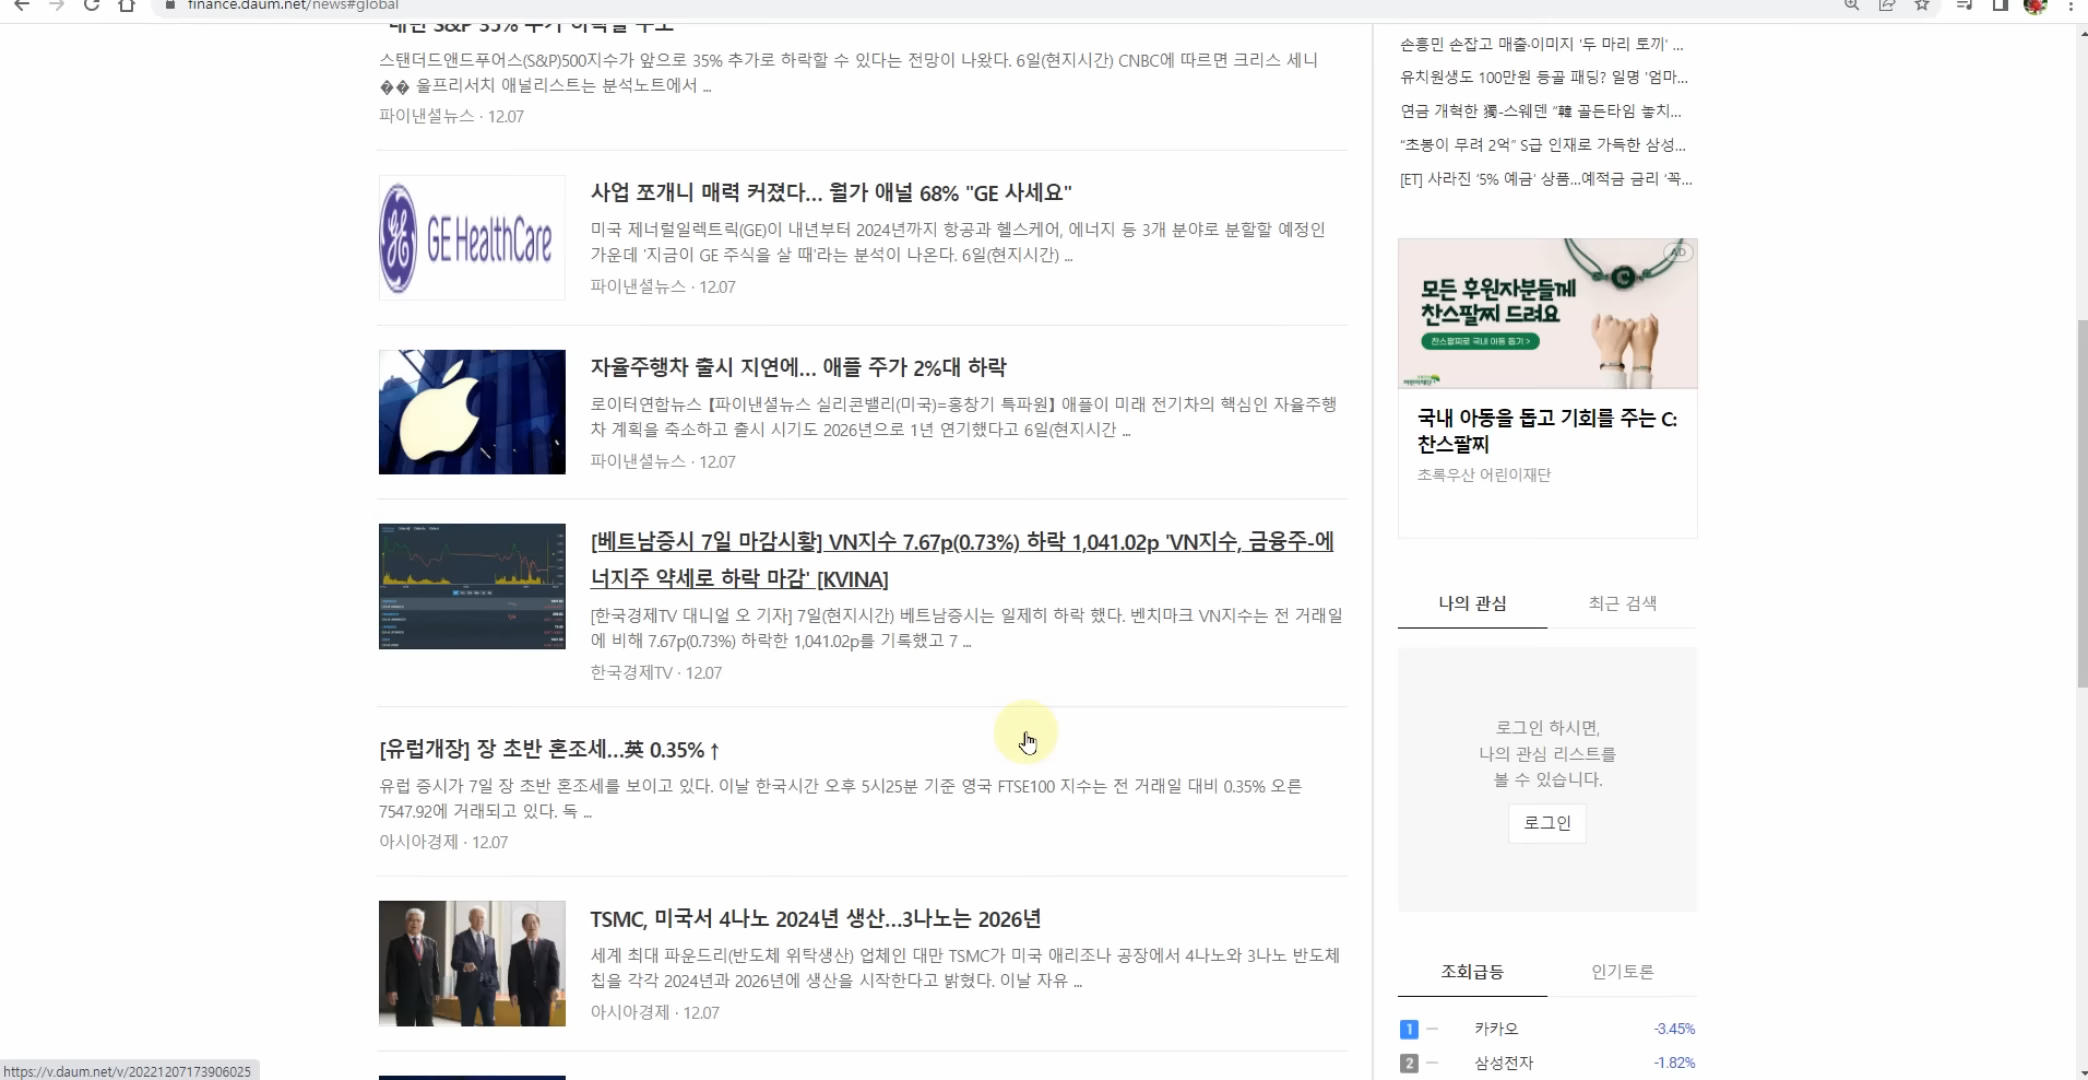 finance.daum.net/news#global
"내년 S&P 35% 추가 하락할 수도"
스탠더드앤드푸어스(S&P)500지수가 앞으로 35% 추가로 하락할 수 있다는 전망이 나왔다. 6일(현지시간) CNBC에 따르면 크리스 세니
�� 울프리서치 애널리스트는 분석노트에서 ...
파이낸셜뉴스 · 12.07
GE HealthCare
사업 쪼개니 매력 커졌다... 월가 애널 68% "GE 사세요"
미국 제너럴일렉트릭(GE)이 내년부터 2024년까지 항공과 헬스케어, 에너지 등 3개 분야로 분할할 예정인
가운데 '지금이 GE 주식을 살 때'라는 분석이 나온다. 6일(현지시간) ...
파이낸셜뉴스 · 12.07
자율주행차 출시 지연에... 애플 주가 2%대 하락
로이터연합뉴스 【파이낸셜뉴스 실리콘밸리(미국)=홍창기 특파원】 애플이 미래 전기차의 핵심인 자율주행
차 계획을 축소하고 출시 시기도 2026년으로 1년 연기했다고 6일(현지시간 ...
파이낸셜뉴스 · 12.07
[베트남증시 7일 마감시황] VN지수 7.67p(0.73%) 하락 1,041.02p 'VN지수, 금융주-에
너지주 약세로 하락 마감' [KVINA]
[한국경제TV 대니얼 오 기자] 7일(현지시간) 베트남증시는 일제히 하락 했다. 벤치마크 VN지수는 전 거래일
에 비해 7.67p(0.73%) 하락한 1,041.02p를 기록했고 7 ...
한국경제TV · 12.07
[유럽개장] 장 초반 혼조세...英 0.35%↑
유럽 증시가 7일 장 초반 혼조세를 보이고 있다. 이날 한국시간 오후 5시25분 기준 영국 FTSE100 지수는 전 거래일 대비 0.35% 오른
7547.92에 거래되고 있다. 독 ...
아시아경제 · 12.07
TSMC, 미국서 4나노 2024년 생산...3나노는 2026년
세계 최대 파운드리(반도체 위탁생산) 업체인 대만 TSMC가 미국 애리조나 공장에서 4나노와 3나노 반도체
칩을 각각 2024년과 2026년에 생산을 시작한다고 밝혔다. 이날 자유 ...
아시아경제 · 12.07
손흥민 손잡고 매출·이미지 '두 마리 토끼' ...
유치원생도 100만원 등골 패딩? 일명 '엄마...
연금 개혁한 獨-스웨덴 "韓 골든타임 놓치...
"초봉이 무려 2억" S급 인재로 가득한 삼성...
[ET] 사라진 '5% 예금' 상품...예적금 금리 '꼭...
AD
모든 후원자분들께
찬스팔찌 드려요
찬스팔찌로 국내 아동 돕기 >
어린이재단
국내 아동을 돕고 기회를 주는 C:
찬스팔찌
초록우산 어린이재단
나의 관심 최근 검색
로그인 하시면,
나의 관심 리스트를
볼 수 있습니다.
로그인
조회급등 인기토론
1 카카오 -3.45%
2 삼성전자 -1.82%
https://v.daum.net/v/20221207173906025